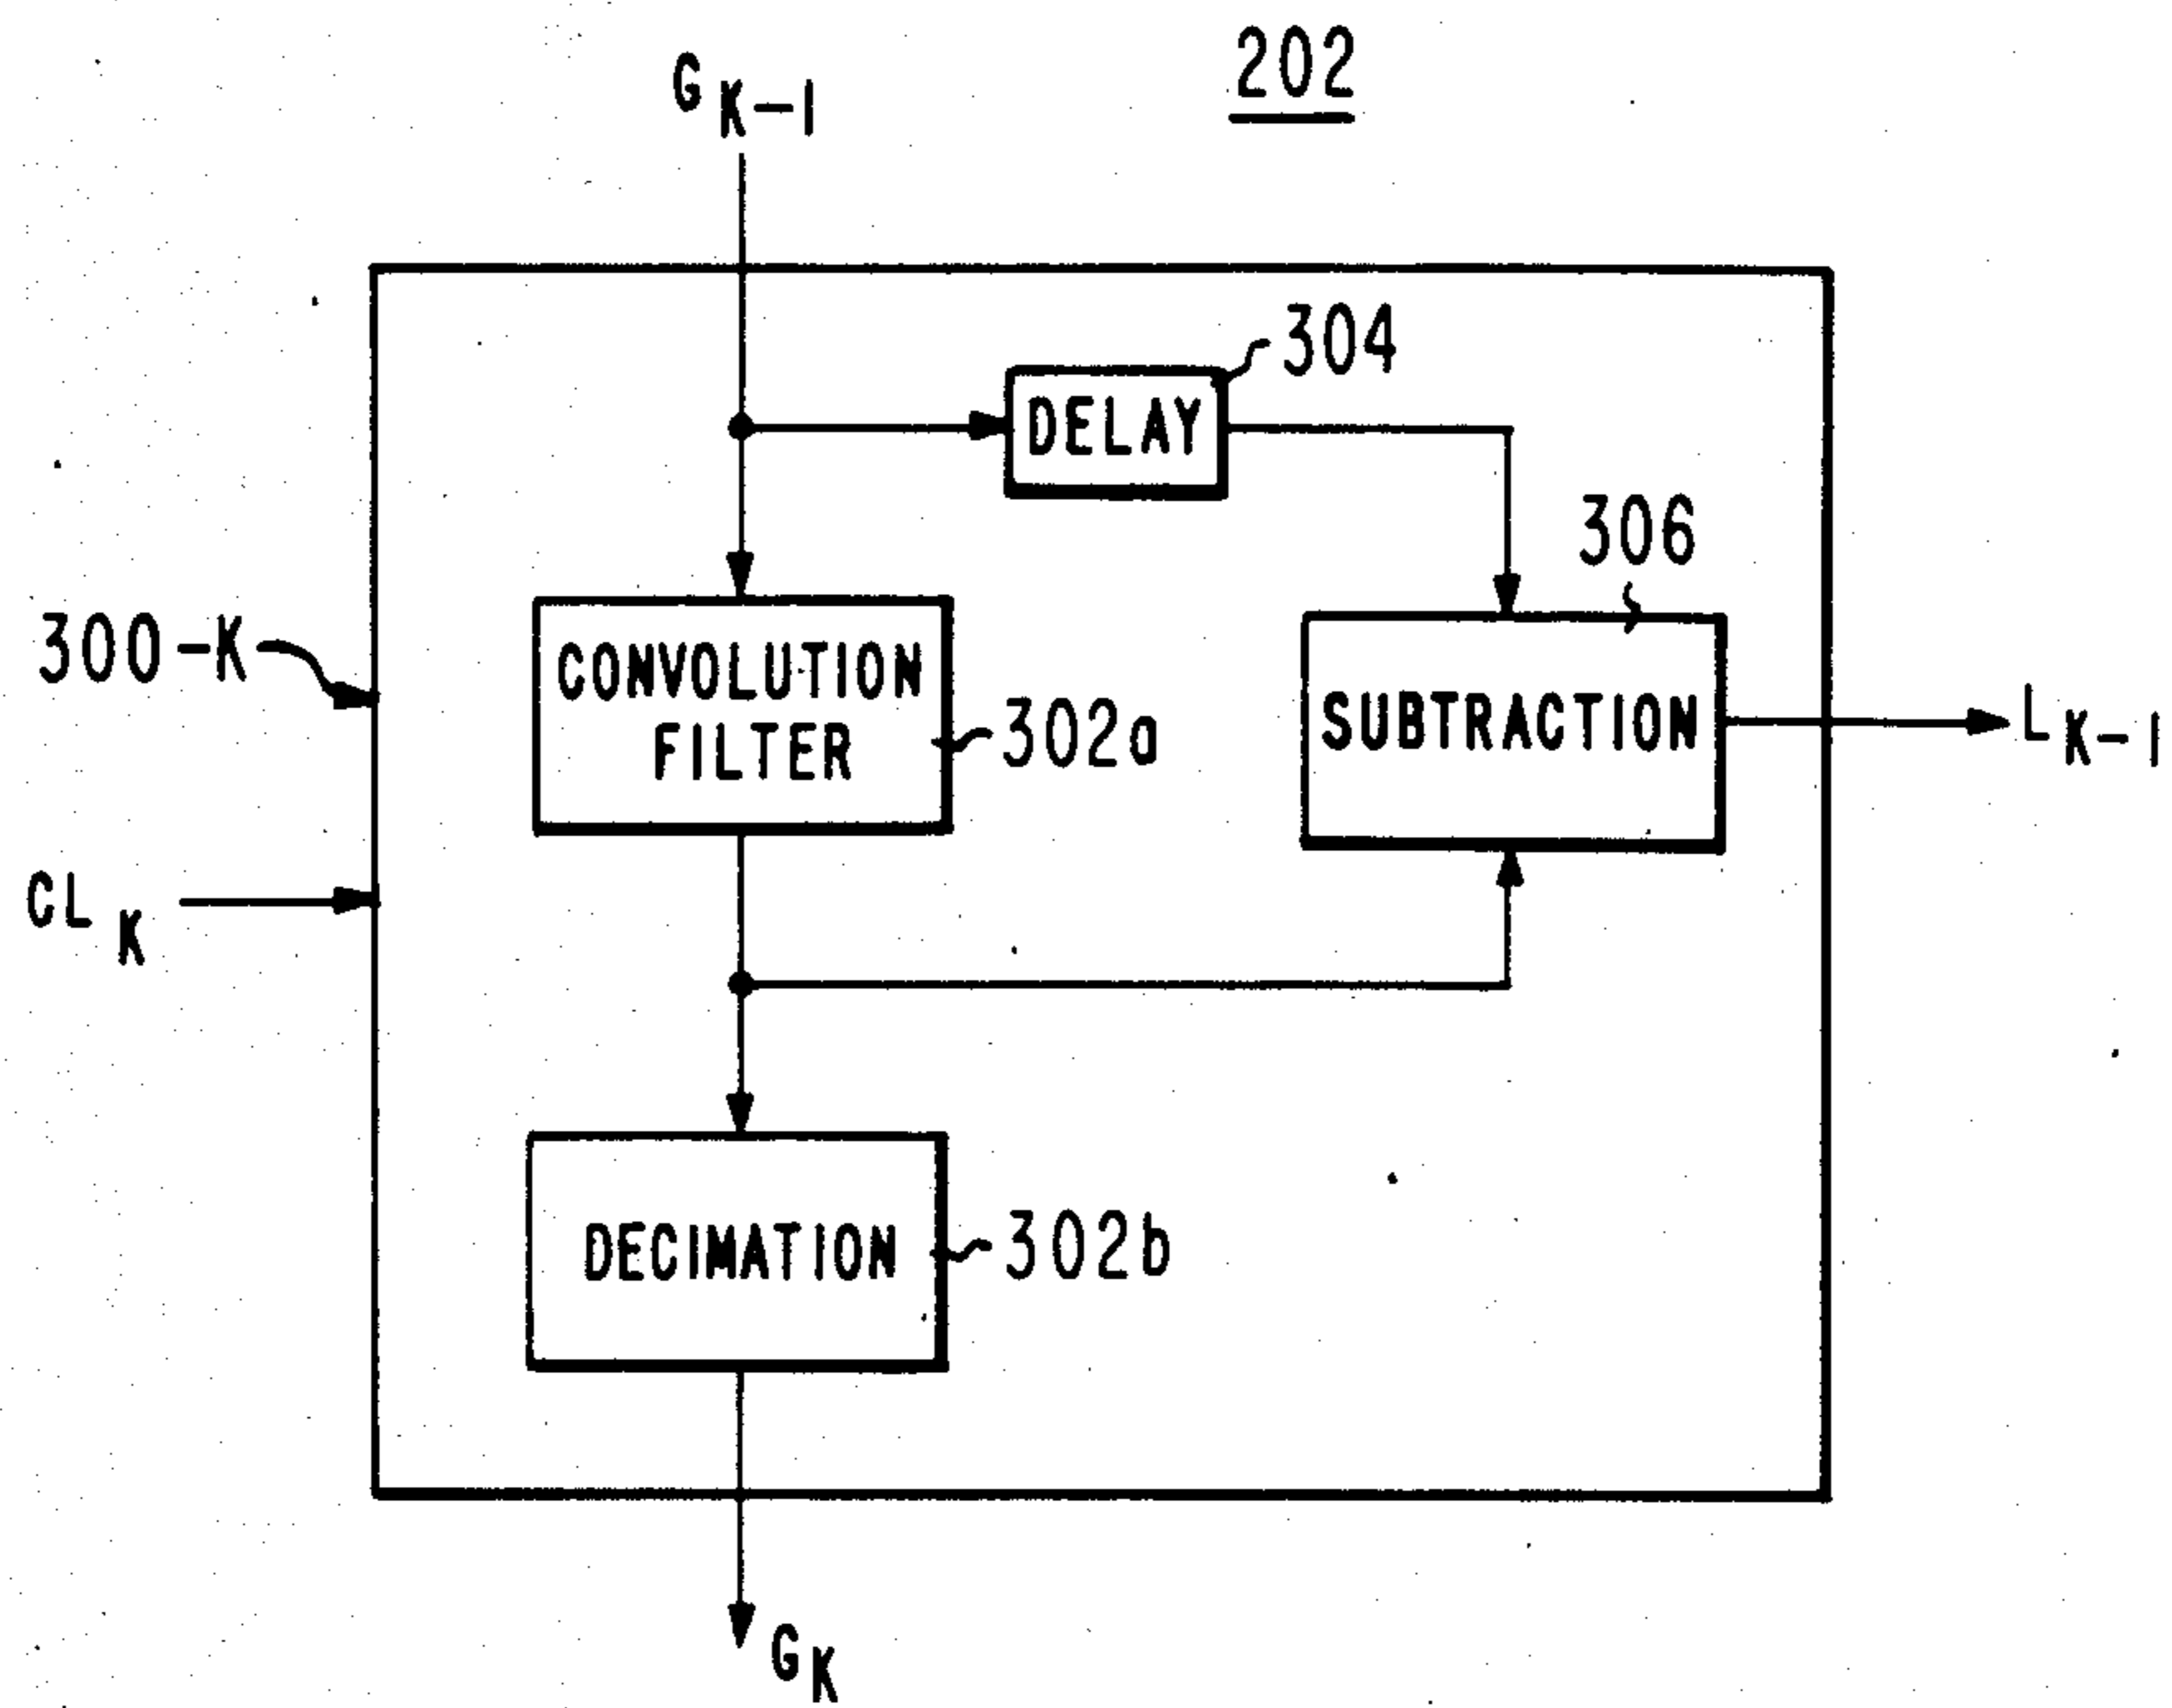 202
G K-1
304
DELAY
306
300-K
CONVOLUTION
FILTER
302a
SUBTRACTION
L K-1
CL K
DECIMATION
302b
G K